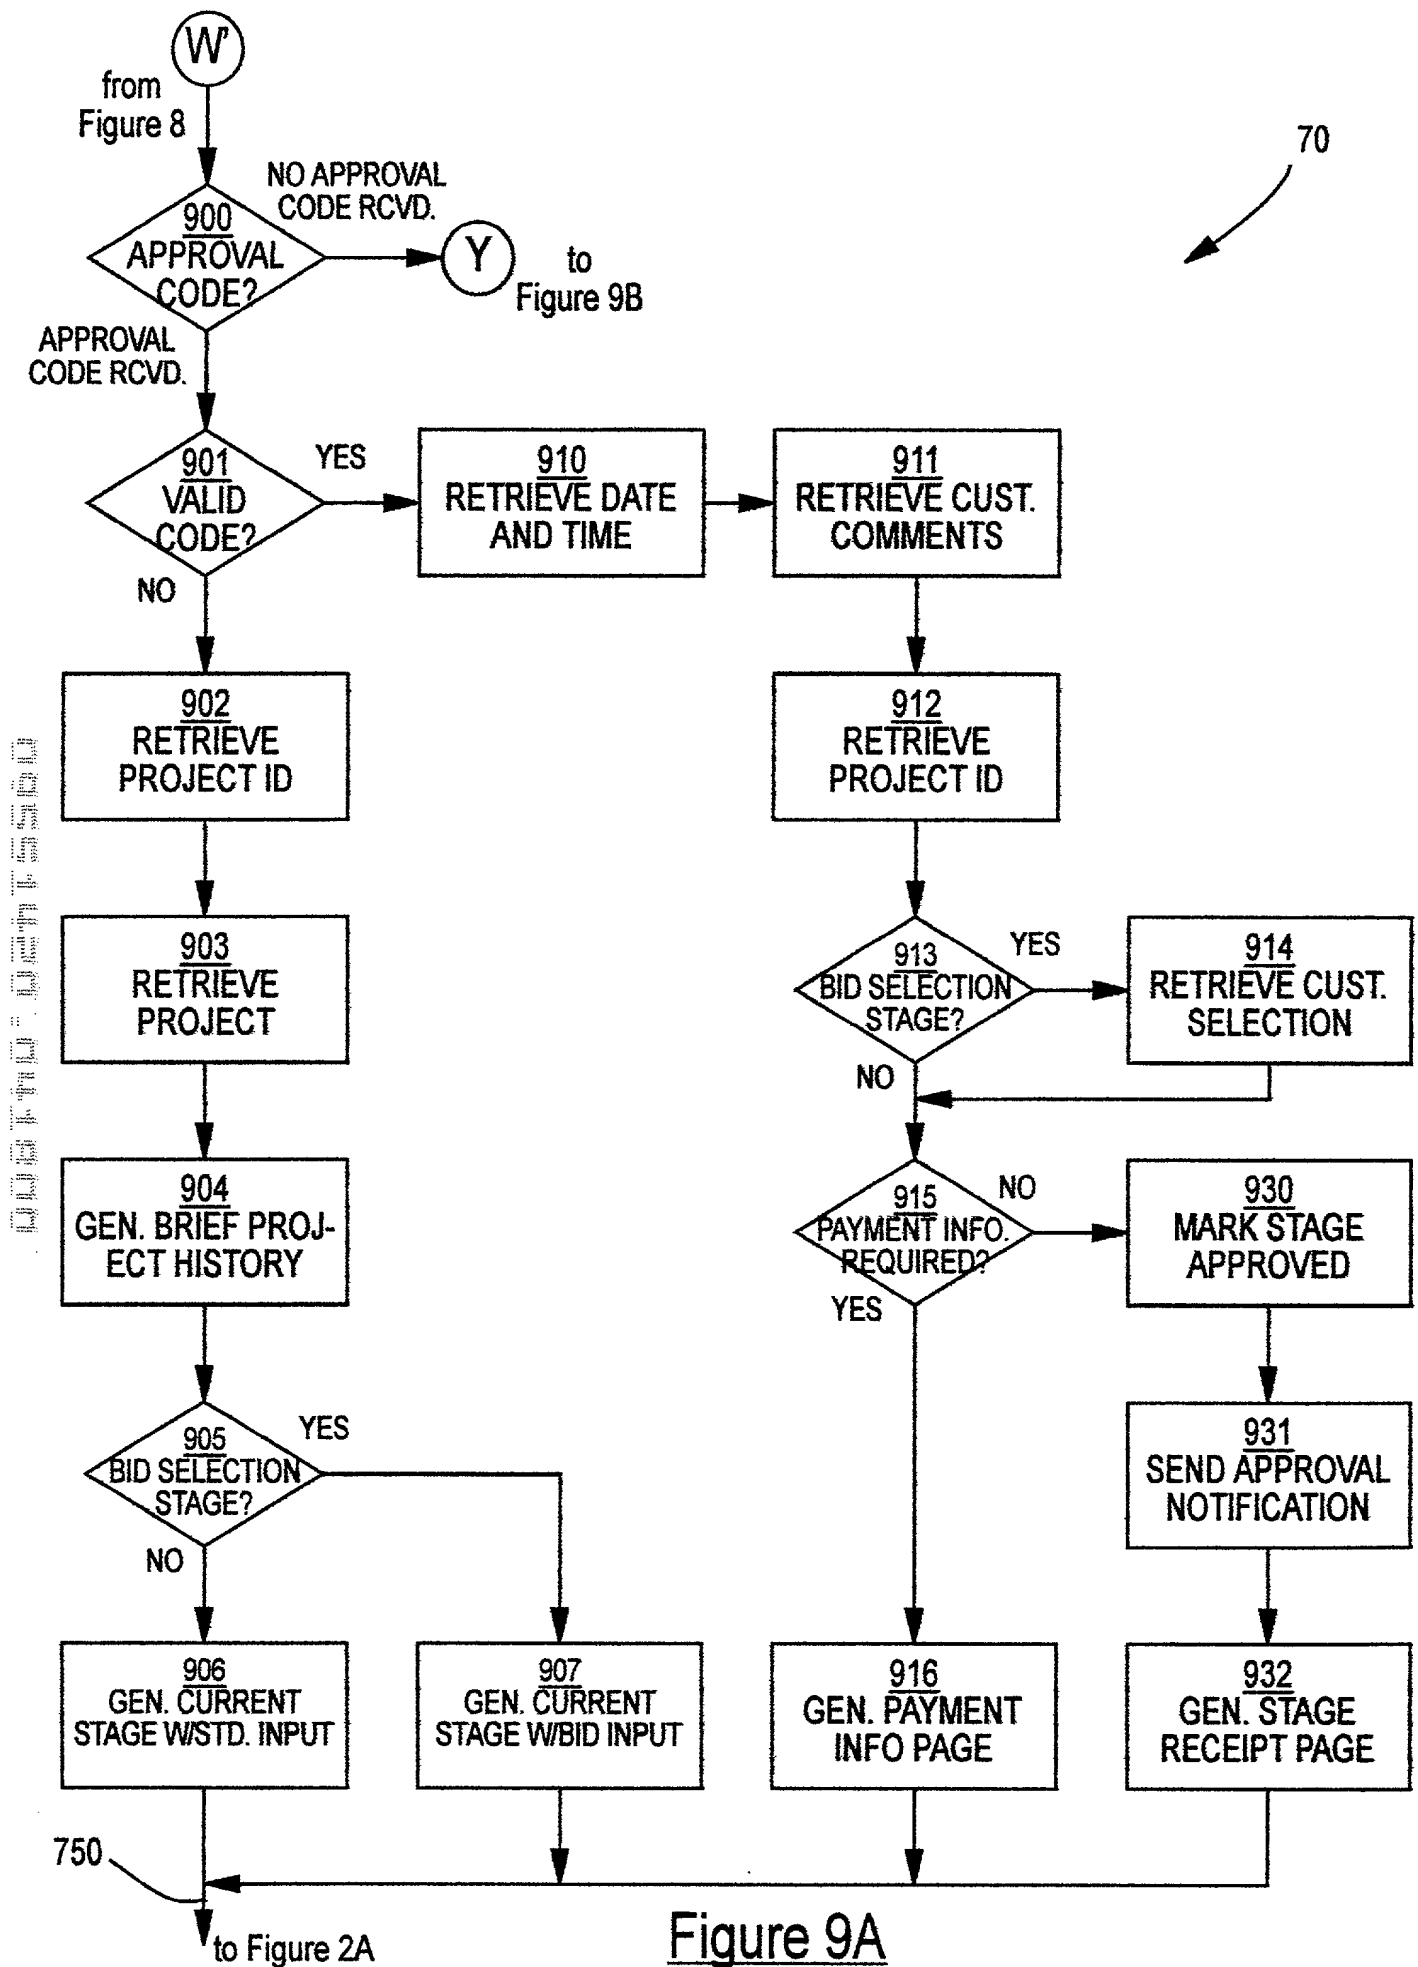 W'
from
Figure 8
70
NO APPROVAL
CODE RCVD.
900
APPROVAL
CODE?
Y
to
Figure 9B
APPROVAL
CODE RCVD.
901
VALID
CODE?
YES
NO
910
RETRIEVE DATE
AND TIME
911
RETRIEVE CUST.
COMMENTS
902
RETRIEVE
PROJECT ID
912
RETRIEVE
PROJECT ID
903
RETRIEVE
PROJECT
913
BID SELECTION
STAGE?
YES
NO
914
RETRIEVE CUST.
SELECTION
904
GEN. BRIEF PROJ-
ECT HISTORY
915
PAYMENT INFO.
REQUIRED?
NO
YES
930
MARK STAGE
APPROVED
905
BID SELECTION
STAGE?
YES
NO
931
SEND APPROVAL
NOTIFICATION
906
GEN. CURRENT
STAGE W/STD. INPUT
907
GEN. CURRENT
STAGE W/BID INPUT
916
GEN. PAYMENT
INFO PAGE
932
GEN. STAGE
RECEIPT PAGE
750
to Figure 2A
Figure 9A